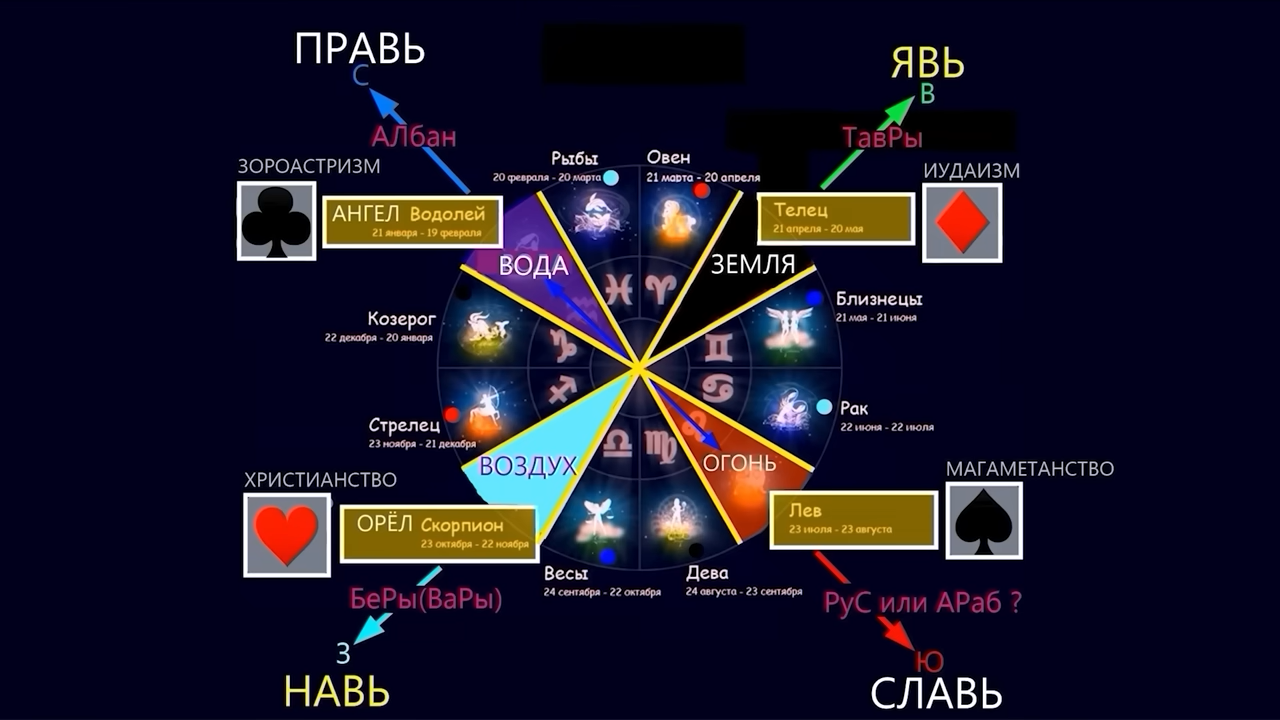 ПРАВЬ
ЯВЬ
С
В
АЛбан
ТавРы
Рыбы
20 февраля - 20 марта
Овен
21 марта - 20 апреля
ЗОРОАСТРИЗМ
ИУДАИЗМ
АНГЕЛ Водолей
21 января - 19 февраля
Телец
21 апреля - 20 мая
ВОДА
ЗЕМЛЯ
Близнецы
21 мая - 21 июня
Козерог
22 декабря - 20 января
Рак
22 июня - 22 июля
Стрелец
23 ноября - 21 декабря
ВОЗДУХ
ОГОНЬ
ХРИСТИАНСТВО
МАГАМЕТАНСТВО
ОРЁЛ Скорпион
23 октября - 22 ноября
Лев
23 июля - 23 августа
Весы
24 сентября - 22 октября
Дева
24 августа - 23 сентября
БеРы(ВаРы)
РуС или АРаб ?
З
Ю
НАВЬ
СЛАВЬ